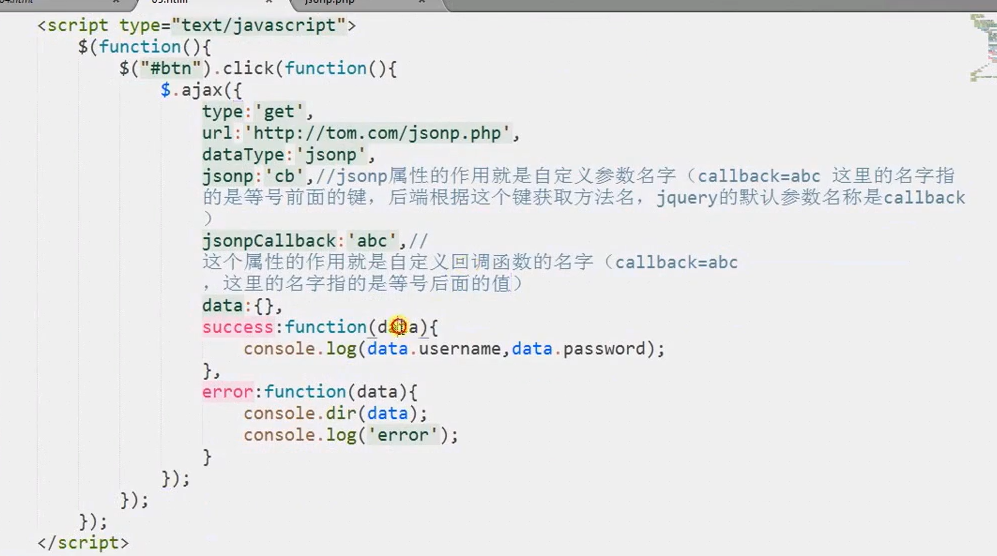 jsonp.php
<script type="text/javascript">
$(function(){
$("#btn").click(function(){
$.ajax({
type:'get',
url:'http://tom.com/jsonp.php',
dataType:'jsonp',
jsonp:'cb',//jsonp属性的作用就是自定义参数名字（callback=abc 这里的名字指
的是等号前面的键，后端根据这个键获取方法名，jquery的默认参数名称是callback
）
jsonpCallback:'abc',//
这个属性的作用就是自定义回调函数的名字（callback=abc
，这里的名字指的是等号后面的值）
data:{},
success:function(data){
console.log(data.username,data.password);
},
error:function(data){
console.dir(data);
console.log('error');
}
});
});
});
</script>